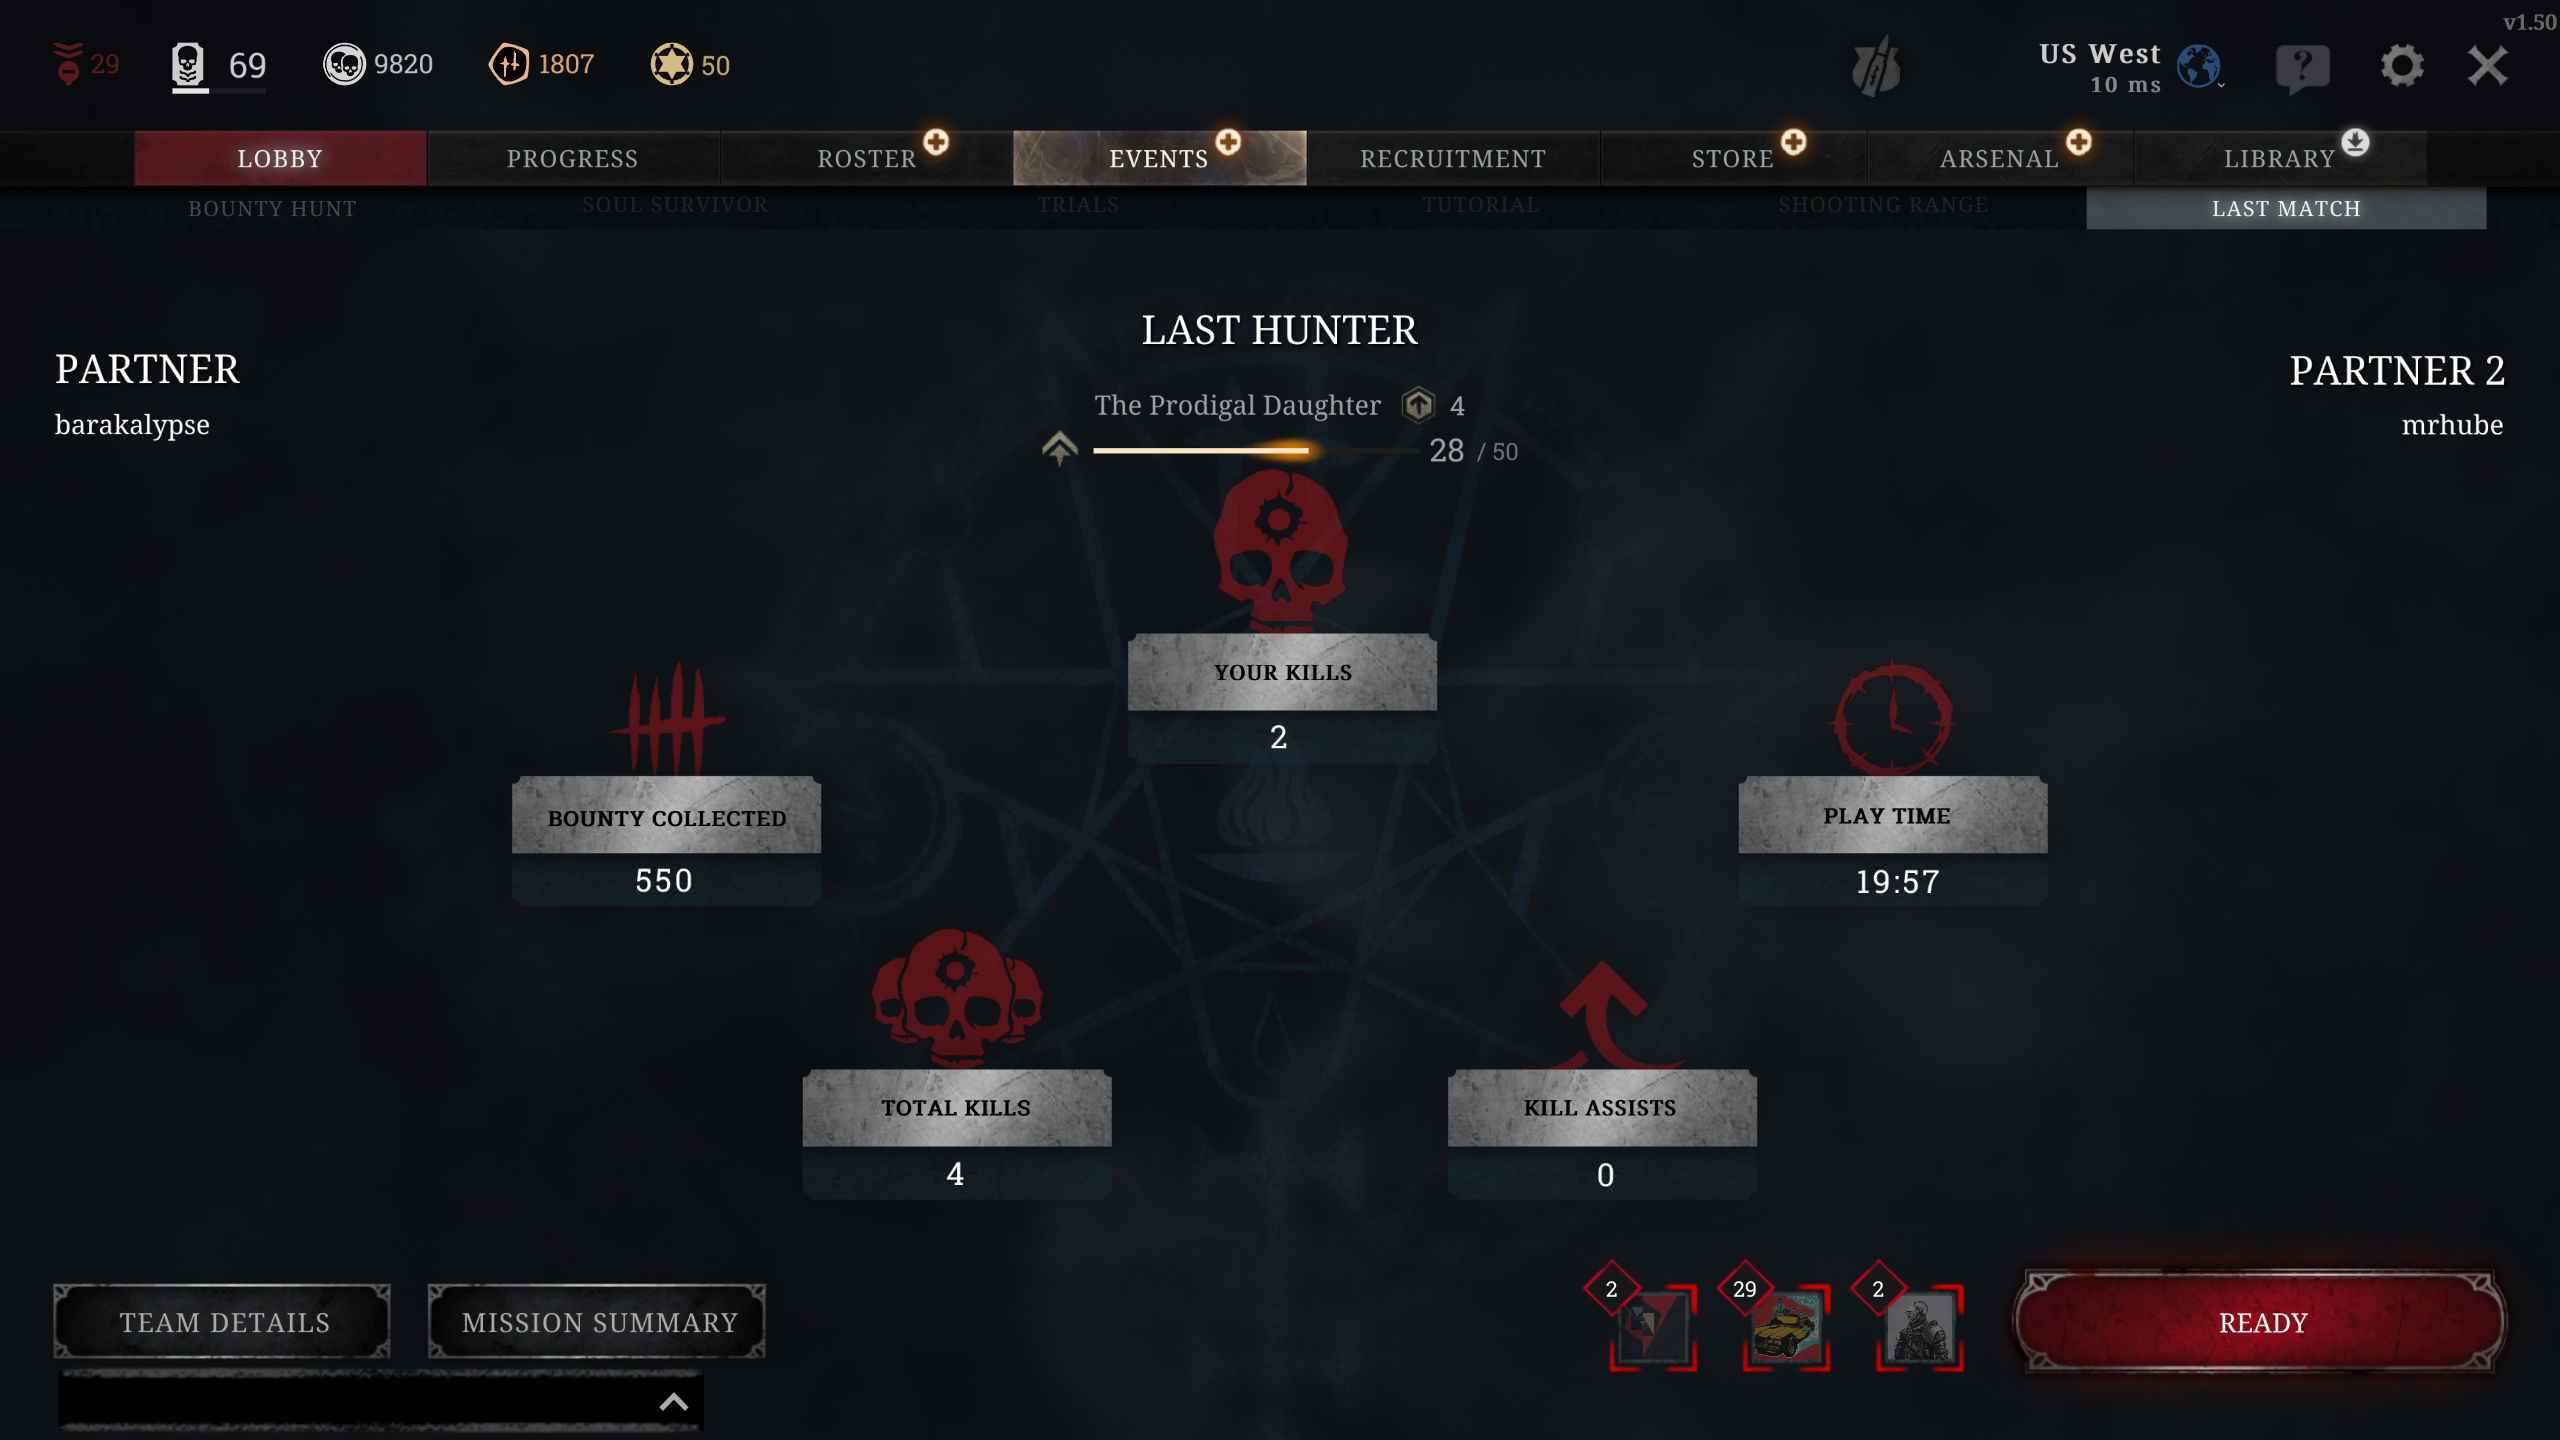 v1.50
29
69
9820
1807
50
US West
10 ms
LOBBY
PROGRESS
ROSTER
EVENTS
RECRUITMENT
STORE
ARSENAL
LIBRARY
BOUNTY HUNT
SOUL SURVIVOR
TRIALS
TUTORIAL
SHOOTING RANGE
LAST MATCH
LAST HUNTER
The Prodigal Daughter 4
28 / 50
PARTNER
barakalypse
PARTNER 2
mrhube
YOUR KILLS
2
BOUNTY COLLECTED
550
PLAY TIME
19:57
TOTAL KILLS
4
KILL ASSISTS
0
TEAM DETAILS
MISSION SUMMARY
2
29
2
READY